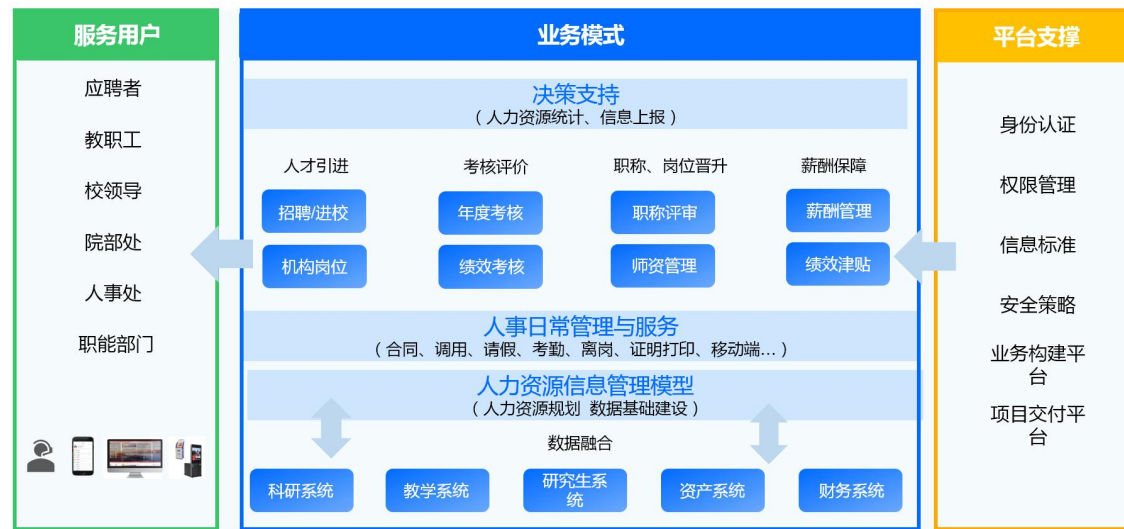 服务用户
应聘者
教职工
校领导
院部处
人事处
职能部门
业务模式
决策支持
（人力资源统计、信息上报）
人才引进
考核评价
职称、岗位晋升
薪酬保障
招聘/进校
年度考核
职称评审
薪酬管理
机构岗位
绩效考核
师资管理
绩效津贴
人事日常管理与服务
（合同、调用、请假、考勤、离岗、证明打印、移动端...）
人力资源信息管理模型
（人力资源规划 数据基础建设）
数据融合
科研系统
教学系统
研究生系
统
资产系统
财务系统
平台支撑
身份认证
权限管理
信息标准
安全策略
业务构建平
台
项目交付平
台